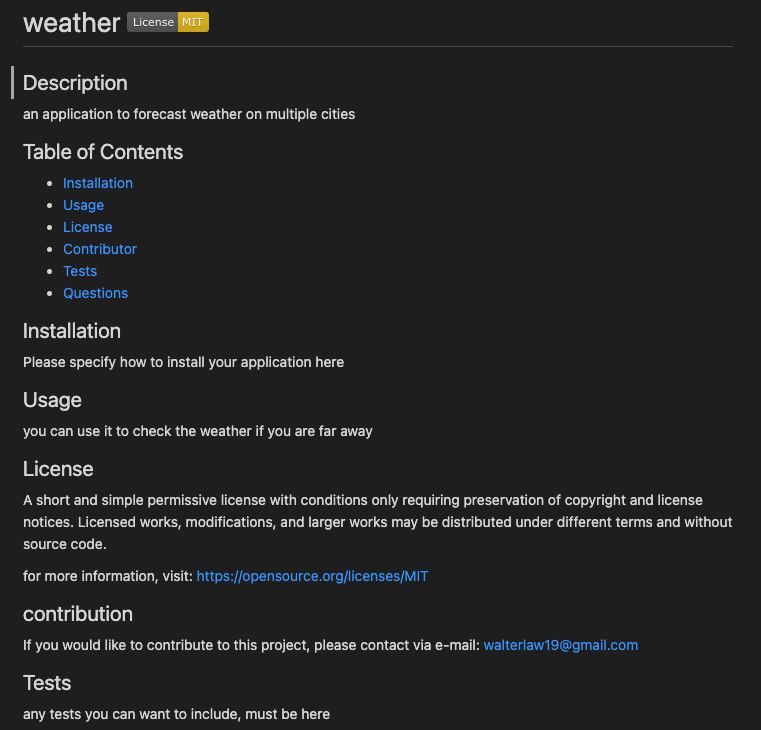 weather License MIT
Description
an application to forecast weather on multiple cities
Table of Contents
Installation
Usage
License
Contributor
Tests
Questions
Installation
Please specify how to install your application here
Usage
you can use it to check the weather if you are far away
License
A short and simple permissive license with conditions only requiring preservation of copyright and license
notices. Licensed works, modifications, and larger works may be distributed under different terms and without
source code.
for more information, visit: https://opensource.org/licenses/MIT
contribution
If you would like to contribute to this project, please contact via e-mail: walterlaw19@gmail.com
Tests
any tests you can want to include, must be here